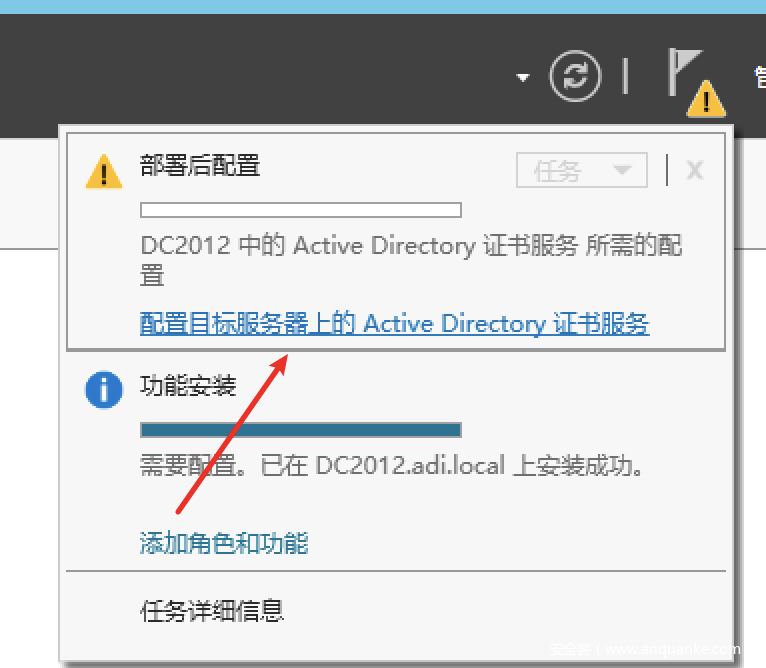 部署后配置
任务
X
DC2012 中的 Active Directory 证书服务 所需的配
置
配置目标服务器上的 Active Directory 证书服务
功能安装
需要配置。已在 DC2012.adi.local 上安装成功。
添加角色和功能
任务详细信息
安全客（www.anquanke.com）